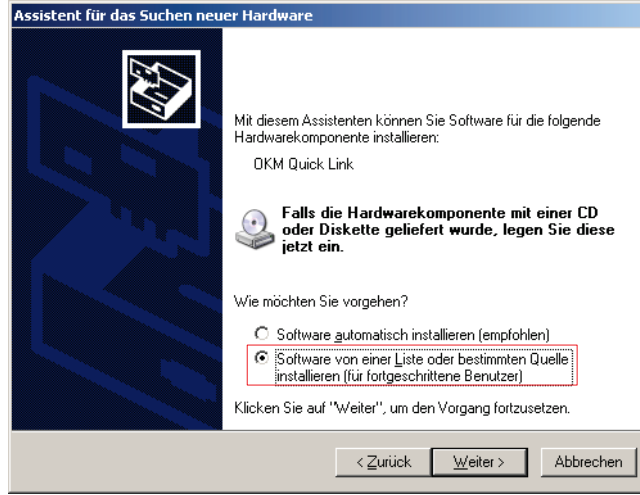 Assistent für das Suchen neuer Hardware
Mit diesem Assistenten können Sie Software für die folgende
Hardwarekomponente installieren:
OKM Quick Link
Falls die Hardwarekomponente mit einer CD
oder Diskette geliefert wurde, legen Sie diese
jetzt ein.
Wie möchten Sie vorgehen?
Software automatisch installieren (empfohlen)
Software von einer Liste oder bestimmten Quelle
installieren (für fortgeschrittene Benutzer)
Klicken Sie auf "Weiter", um den Vorgang fortzusetzen.
< Zurück Weiter > Abbrechen